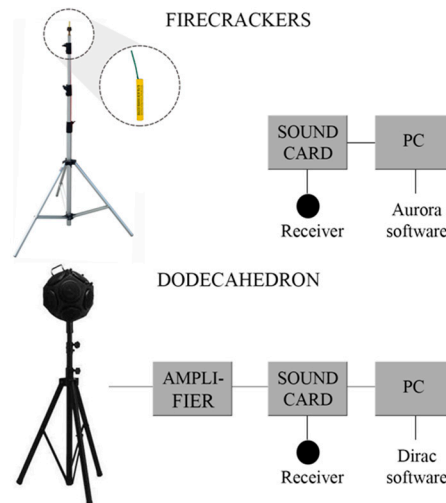 FIRECRACKERS
SOUND
CARD
PC
Receiver
Aurora
software
DODECAHEDRON
AMPLI-
FIER
SOUND
CARD
PC
Receiver
Dirac
software